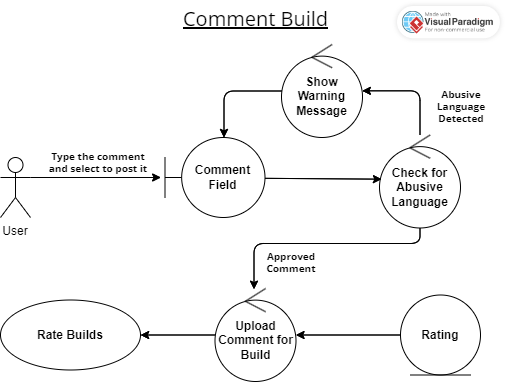 Comment Build
Made with
VisualParadigm
For non-commercial use
Show
Warning
Message
Abusive
Language
Detected
Type the comment
and select to post it
Comment
Field
Check for
Abusive
Language
User
Approved
Comment
Rate Builds
Upload
Comment for
Build
Rating